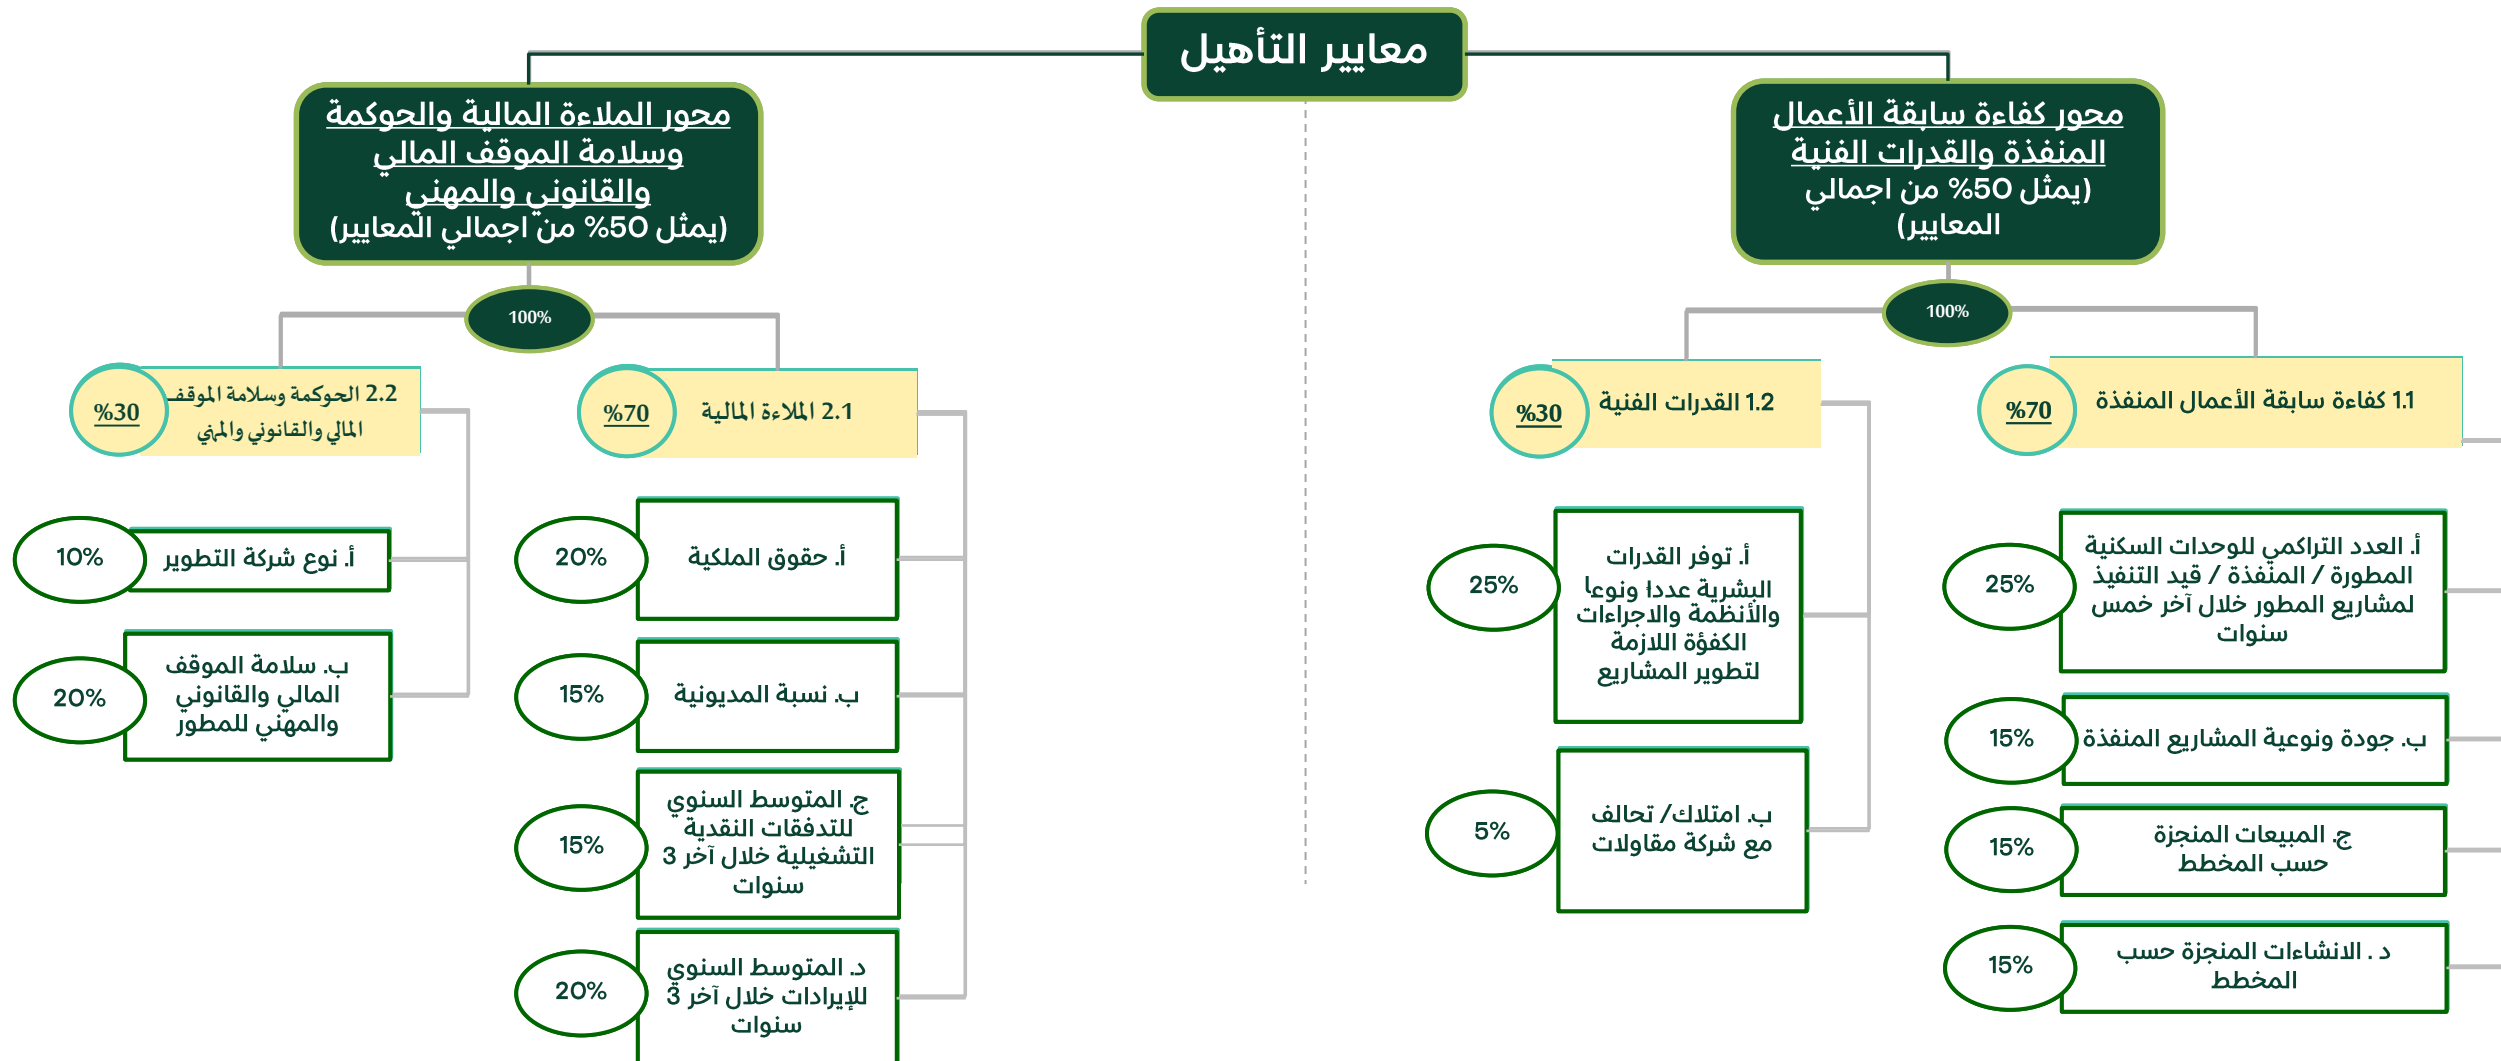 معايير التأهيل
محور كفاءة سابقة الأعمال
المنفذة والقدرات الفنية
(يمثل 50% من اجمالي
المعايير)
100%
1.1 كفاءة سابقة الأعمال المنفذة
%70
أ. العدد التراكمي للوحدات السكنية
المطورة / المنفذة / قيد التنفيذ
لمشاريع المطور خلال آخر خمس
سنوات
25%
ب. جودة ونوعية المشاريع المنفذة
15%
ج. المبيعات المنجزة
حسب المخطط
15%
د . الانشاءات المنجزة حسب
المخطط
15%
1.2 القدرات الفنية
%30
أ. توفر القدرات
البشرية عددا ونوعا
والأنظمة والاجراءات
الكفؤة اللازمة
لتطوير المشاريع
25%
ب. امتلاك/ تحالف
مع شركة مقاولات
5%
محور الملاءة المالية والحوكمة
وسلامة الموقف المالي
والقانوني والمهني
(يمثل 50% من اجمالي المعايير)
100%
2.1 الملاءة المالية
%70
أ. حقوق الملكية
20%
ب. نسبة المديونية
15%
ج. المتوسط السنوي
للتدفقات النقدية
التشغيلية خلال آخر 3
سنوات
15%
د. المتوسط السنوي
للإيرادات خلال آخر 3
سنوات
20%
2.2 الحوكمة وسلامة الموقف
المالي والقانوني والمهني
%30
أ. نوع شركة التطوير
10%
ب. سلامة الموقف
المالي والقانوني
والمهني للمطور
20%